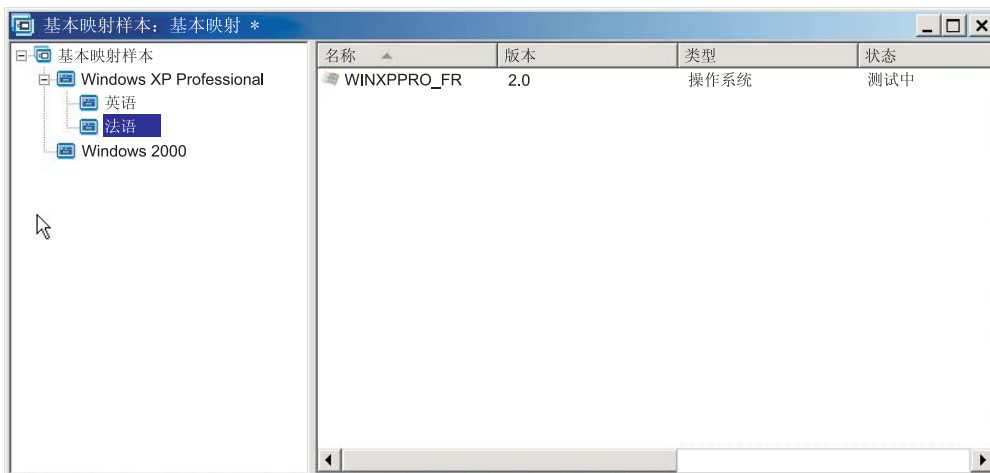 基本映射样本：基本映射 *
基本映射样本
Windows XP Professional
英语
法语
Windows 2000
名称 版本 类型 状态
WINXPPRO_FR 2.0 操作系统 测试中